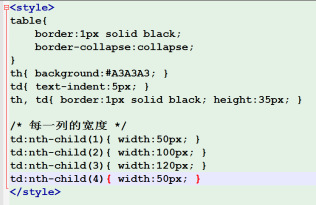 <style>
table{
border:1px solid black;
border-collapse:collapse;
}
th{ background:#A3A3A3; }
td{ text-indent:5px; }
th, td{ border:1px solid black; height:35px; }
/* 每一列的宽度 */
td:nth-child(1){ width:50px; }
td:nth-child(2){ width:100px; }
td:nth-child(3){ width:120px; }
td:nth-child(4){ width:50px; }
</style>